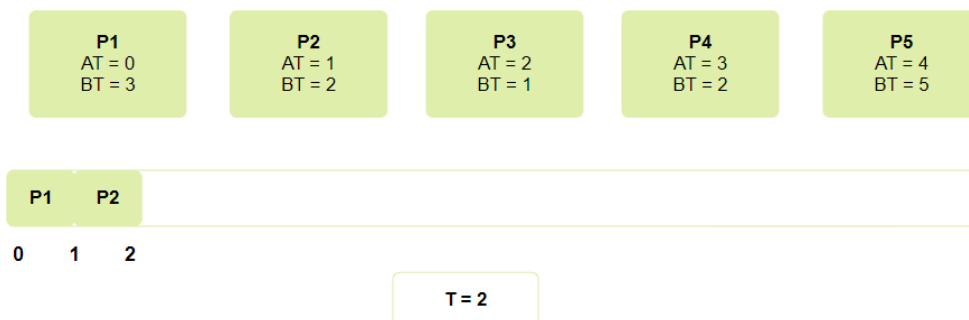 P1
AT = 0
BT = 3
P2
AT = 1
BT = 2
P3
AT = 2
BT = 1
P4
AT = 3
BT = 2
P5
AT = 4
BT = 5
P1 P2
0 1 2
T = 2